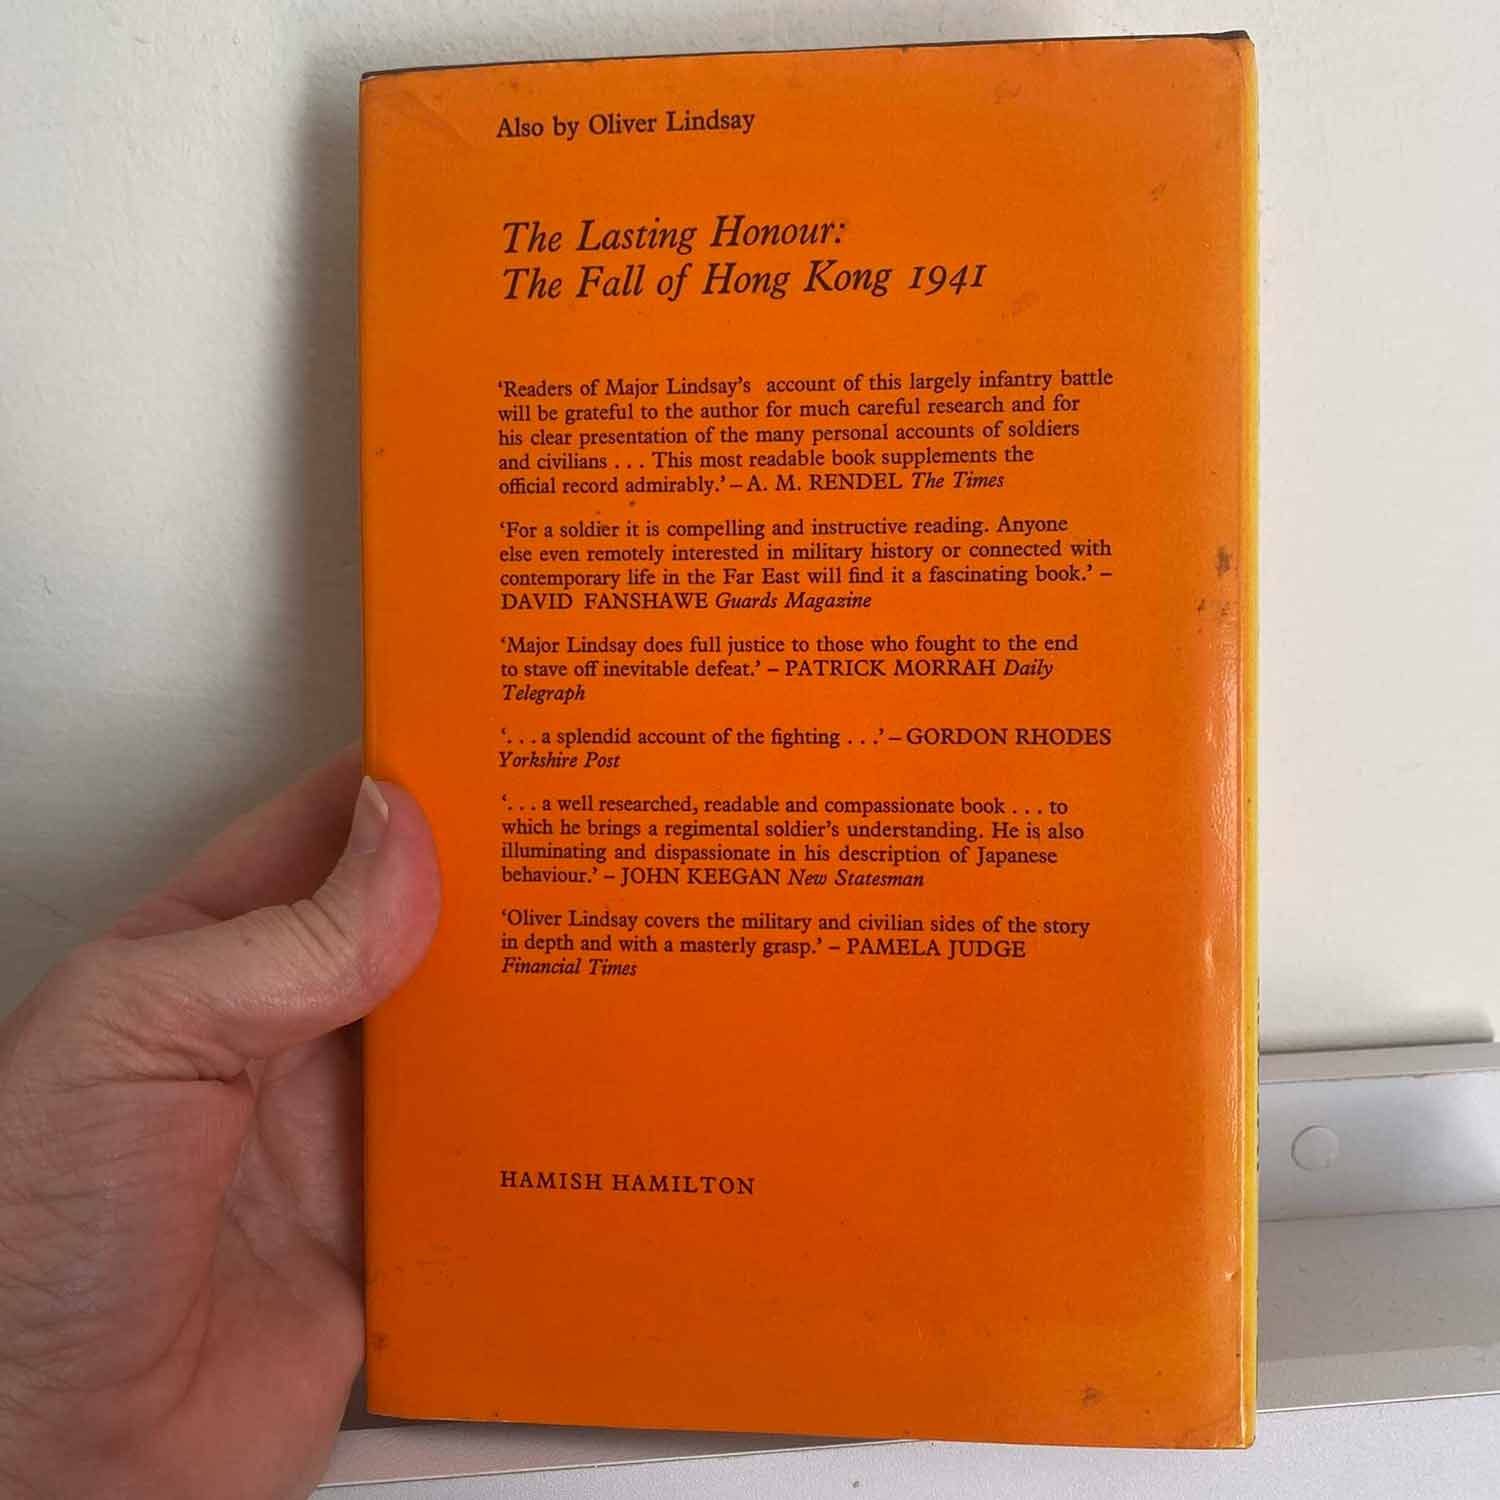 Also by Oliver Lindsay
The Lasting Honour:
The Fall of Hong Kong 1941
‘Readers of Major Lindsay’s account of this largely infantry battle
will be grateful to the author for much careful research and for
his clear presentation of the many personal accounts of soldiers
and civilians . . . This most readable book supplements the
official record admirably.’ – A. M. RENDEL The Times
‘For a soldier it is compelling and instructive reading. Anyone
else even remotely interested in military history or connected with
contemporary life in the Far East will find it a fascinating book.’ –
DAVID FANSHAWE Guards Magazine
‘Major Lindsay does full justice to those who fought to the end
to stave off inevitable defeat.’ – PATRICK MORRAH Daily
Telegraph
‘. . . a splendid account of the fighting . . .’ – GORDON RHODES
Yorkshire Post
‘. . . a well researched, readable and compassionate book . . . to
which he brings a regimental soldier’s understanding. He is also
illuminating and dispassionate in his description of Japanese
behaviour.’ – JOHN KEEGAN New Statesman
‘Oliver Lindsay covers the military and civilian sides of the story
in depth and with a masterly grasp.’ – PAMELA JUDGE
Financial Times
HAMISH HAMILTON